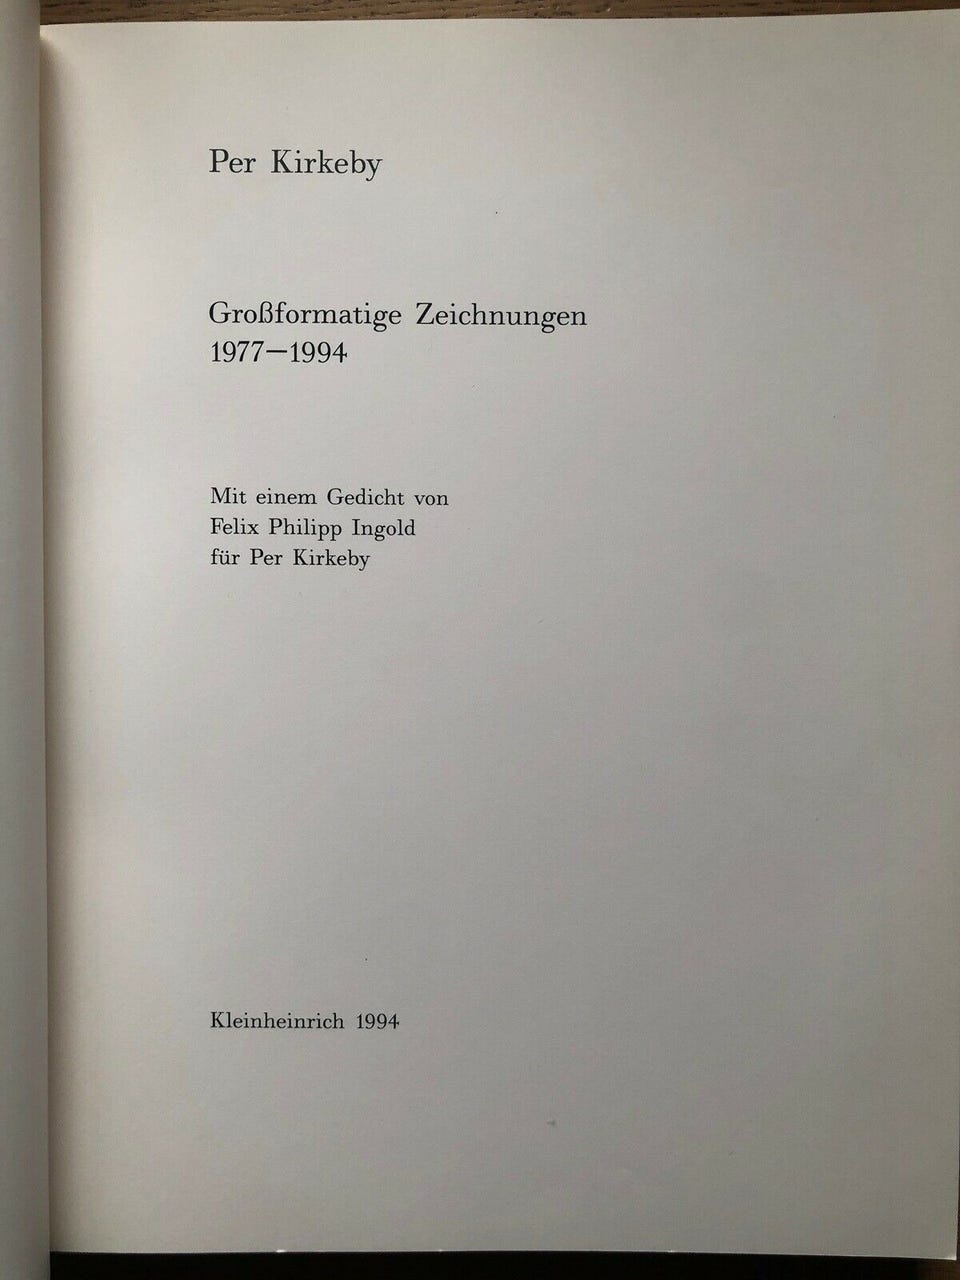 Per Kirkeby
Großformatige Zeichnungen
1977—1994
Mit einem Gedicht von
Felix Philipp Ingold
für Per Kirkeby
Kleinheinrich 1994